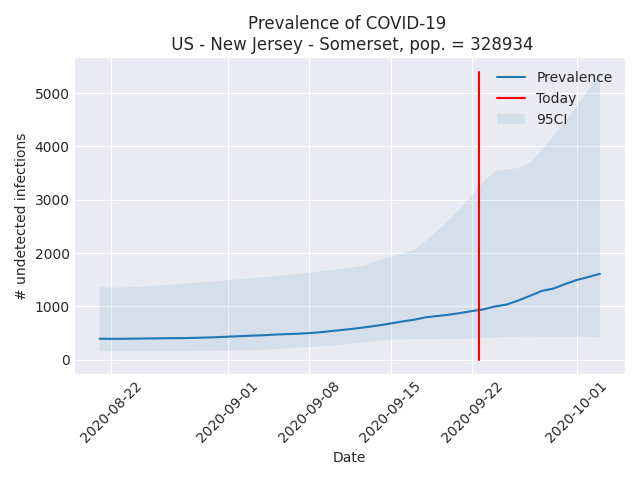 Prevalence of COVID-19
US - New Jersey - Somerset, pop. = 328934
Prevalence
Today
95CI
5000
4000
3000
2000
1000
0
# undetected infections
2020-08-22
2020-09-01
2020-09-08
2020-09-15
2020-09-22
2020-10-01
Date